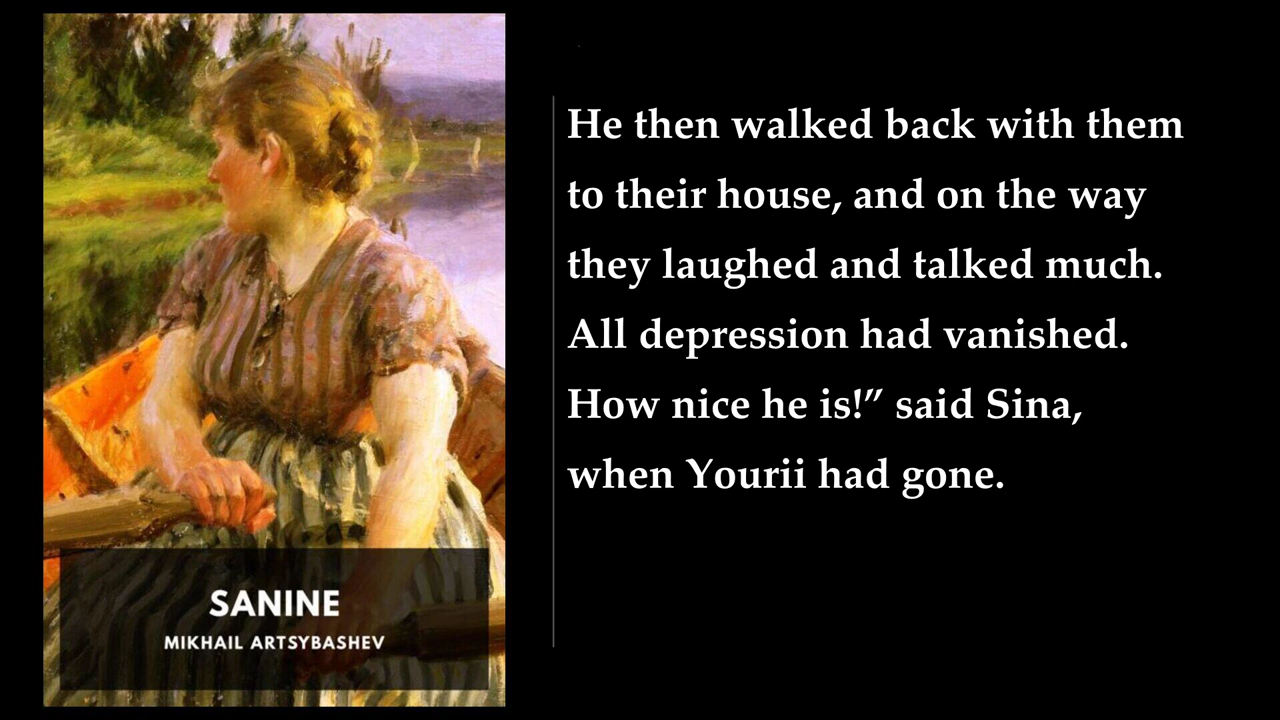 SANINE
MIKHAIL ARTSYBASHEV
He then walked back with them
to their house, and on the way
they laughed and talked much.
All depression had vanished.
How nice he is!” said Sina,
when Yourii had gone.